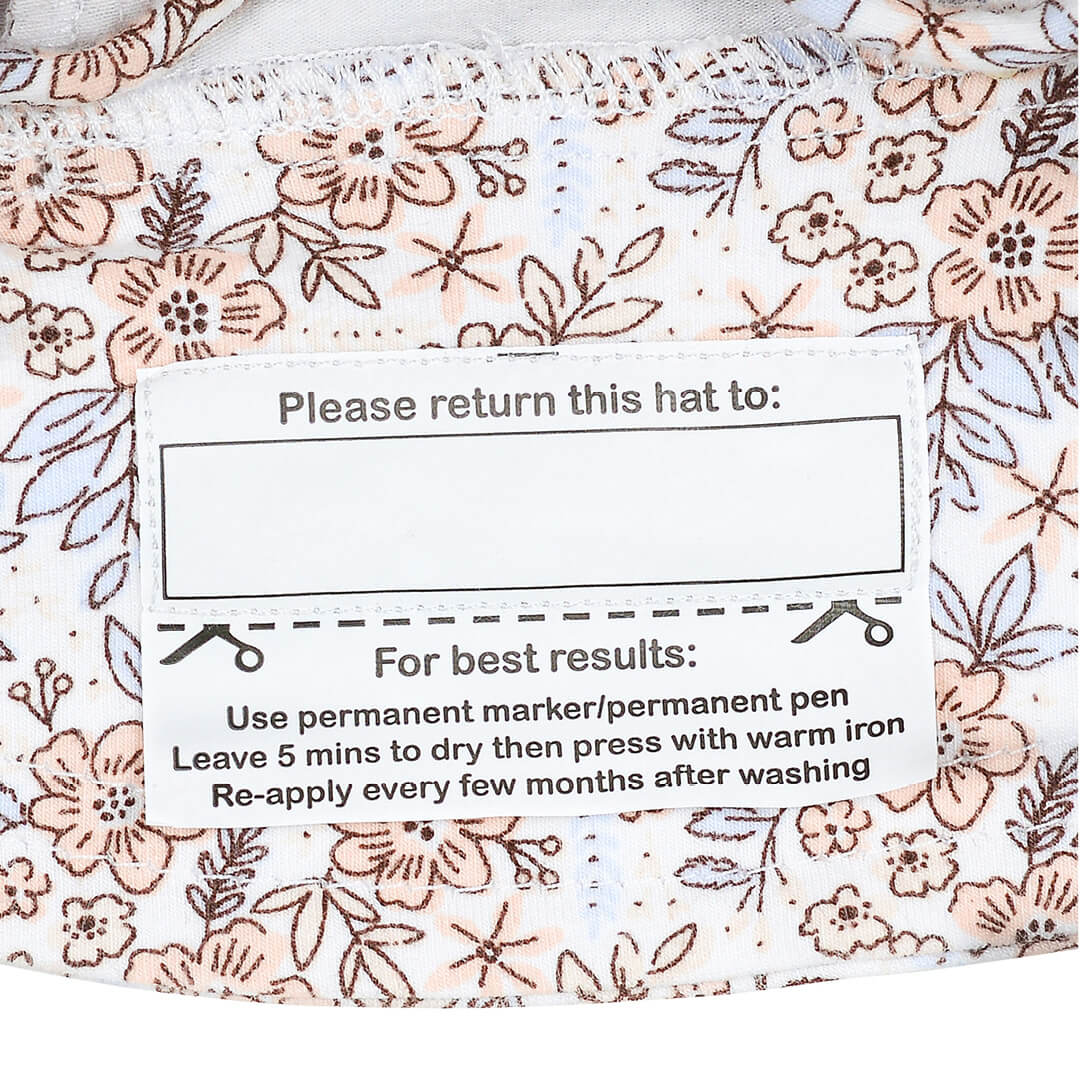 Please return this hat to:
For best results:
Use permanent marker/permanent pen
Leave 5 mins to dry then press with warm iron
Re-apply every few months after washing